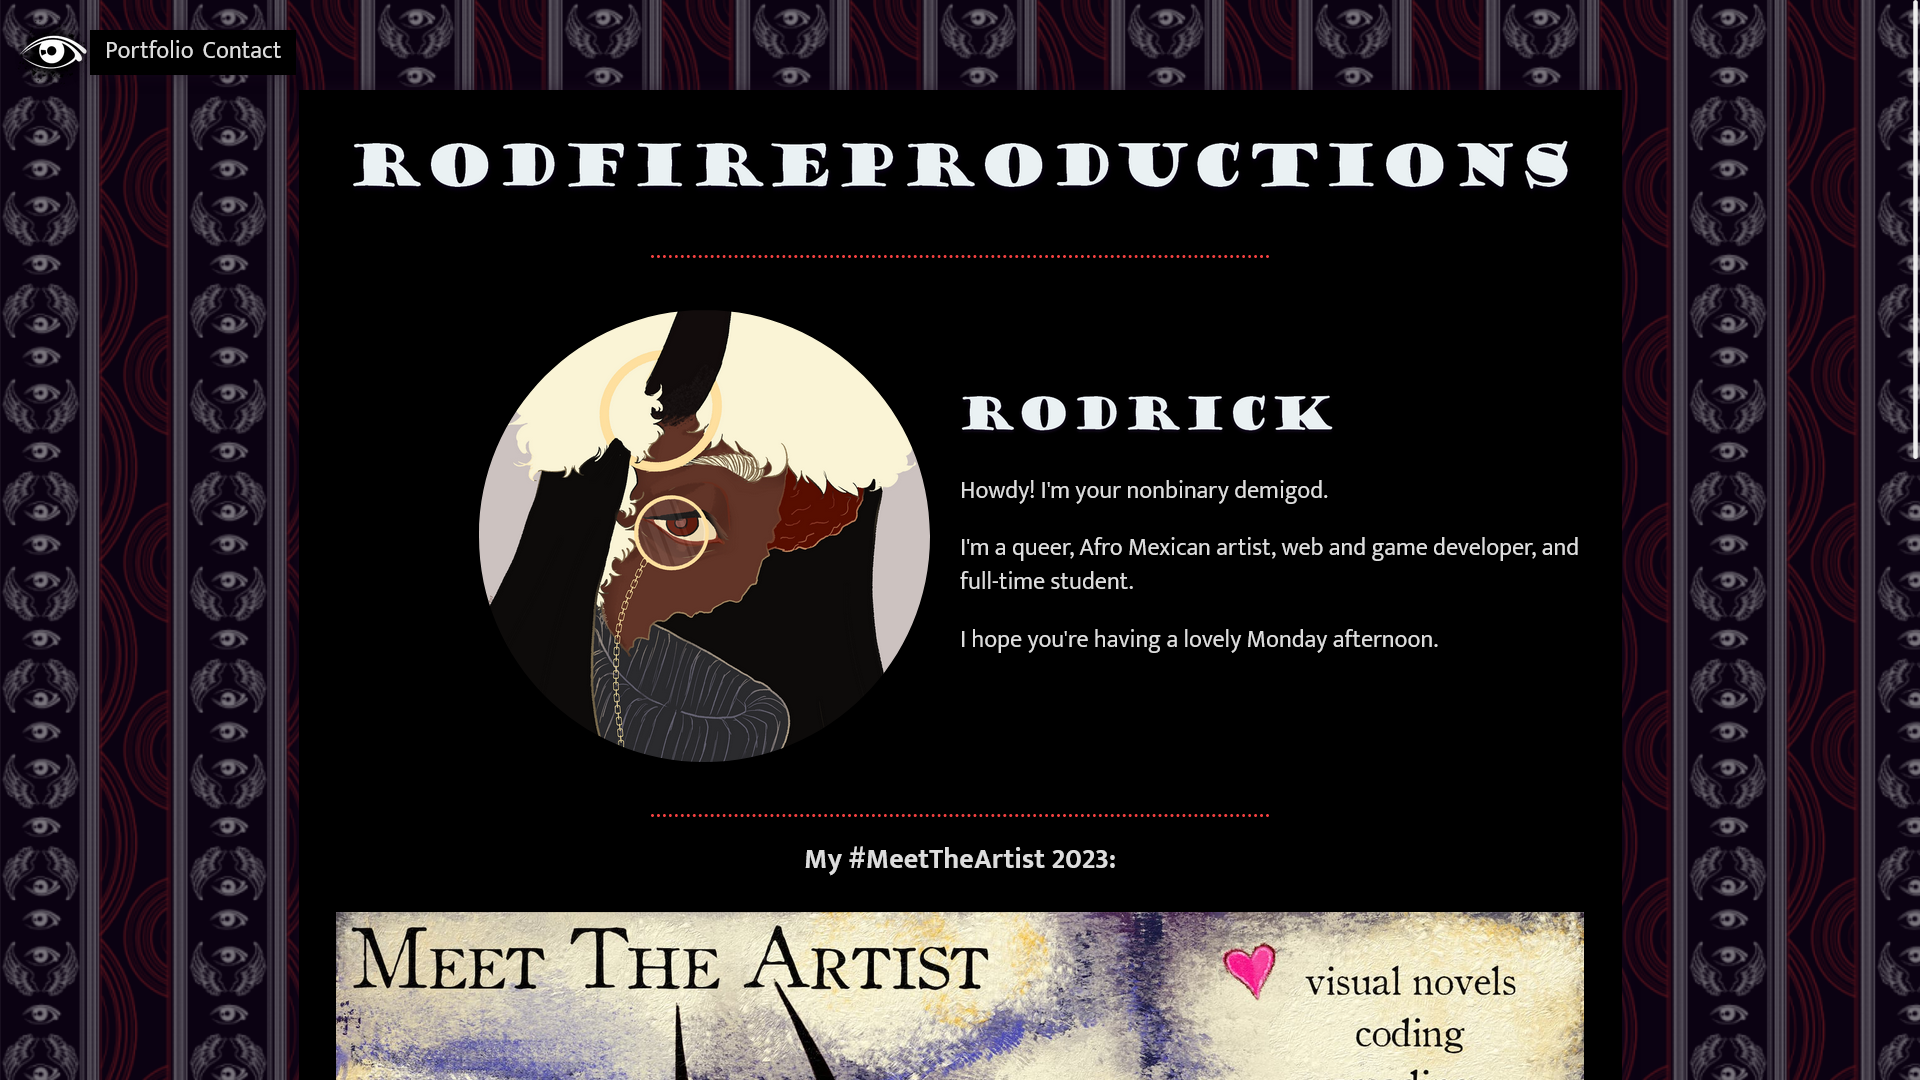 Portfolio Contact
RODFIREPRODUCTIONS
RODRICK
Howdy! I'm your nonbinary demigod.
I'm a queer, Afro Mexican artist, web and game developer, and
full-time student.
I hope you're having a lovely Monday afternoon.
My #MeetTheArtist 2023:
MEET THE ARTIST
visual novels
coding